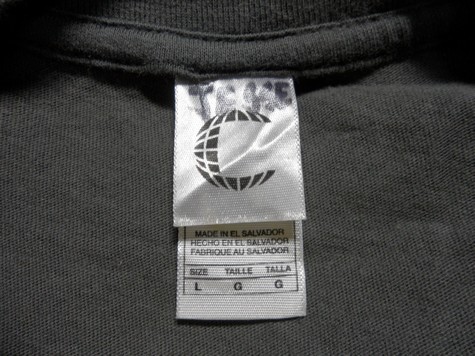 C
MADE IN EL SALVADOR
HECHO EN EL SALVADOR
FABRIQUE AU SALVADOR
SIZE TAILLE TALLA
L G G